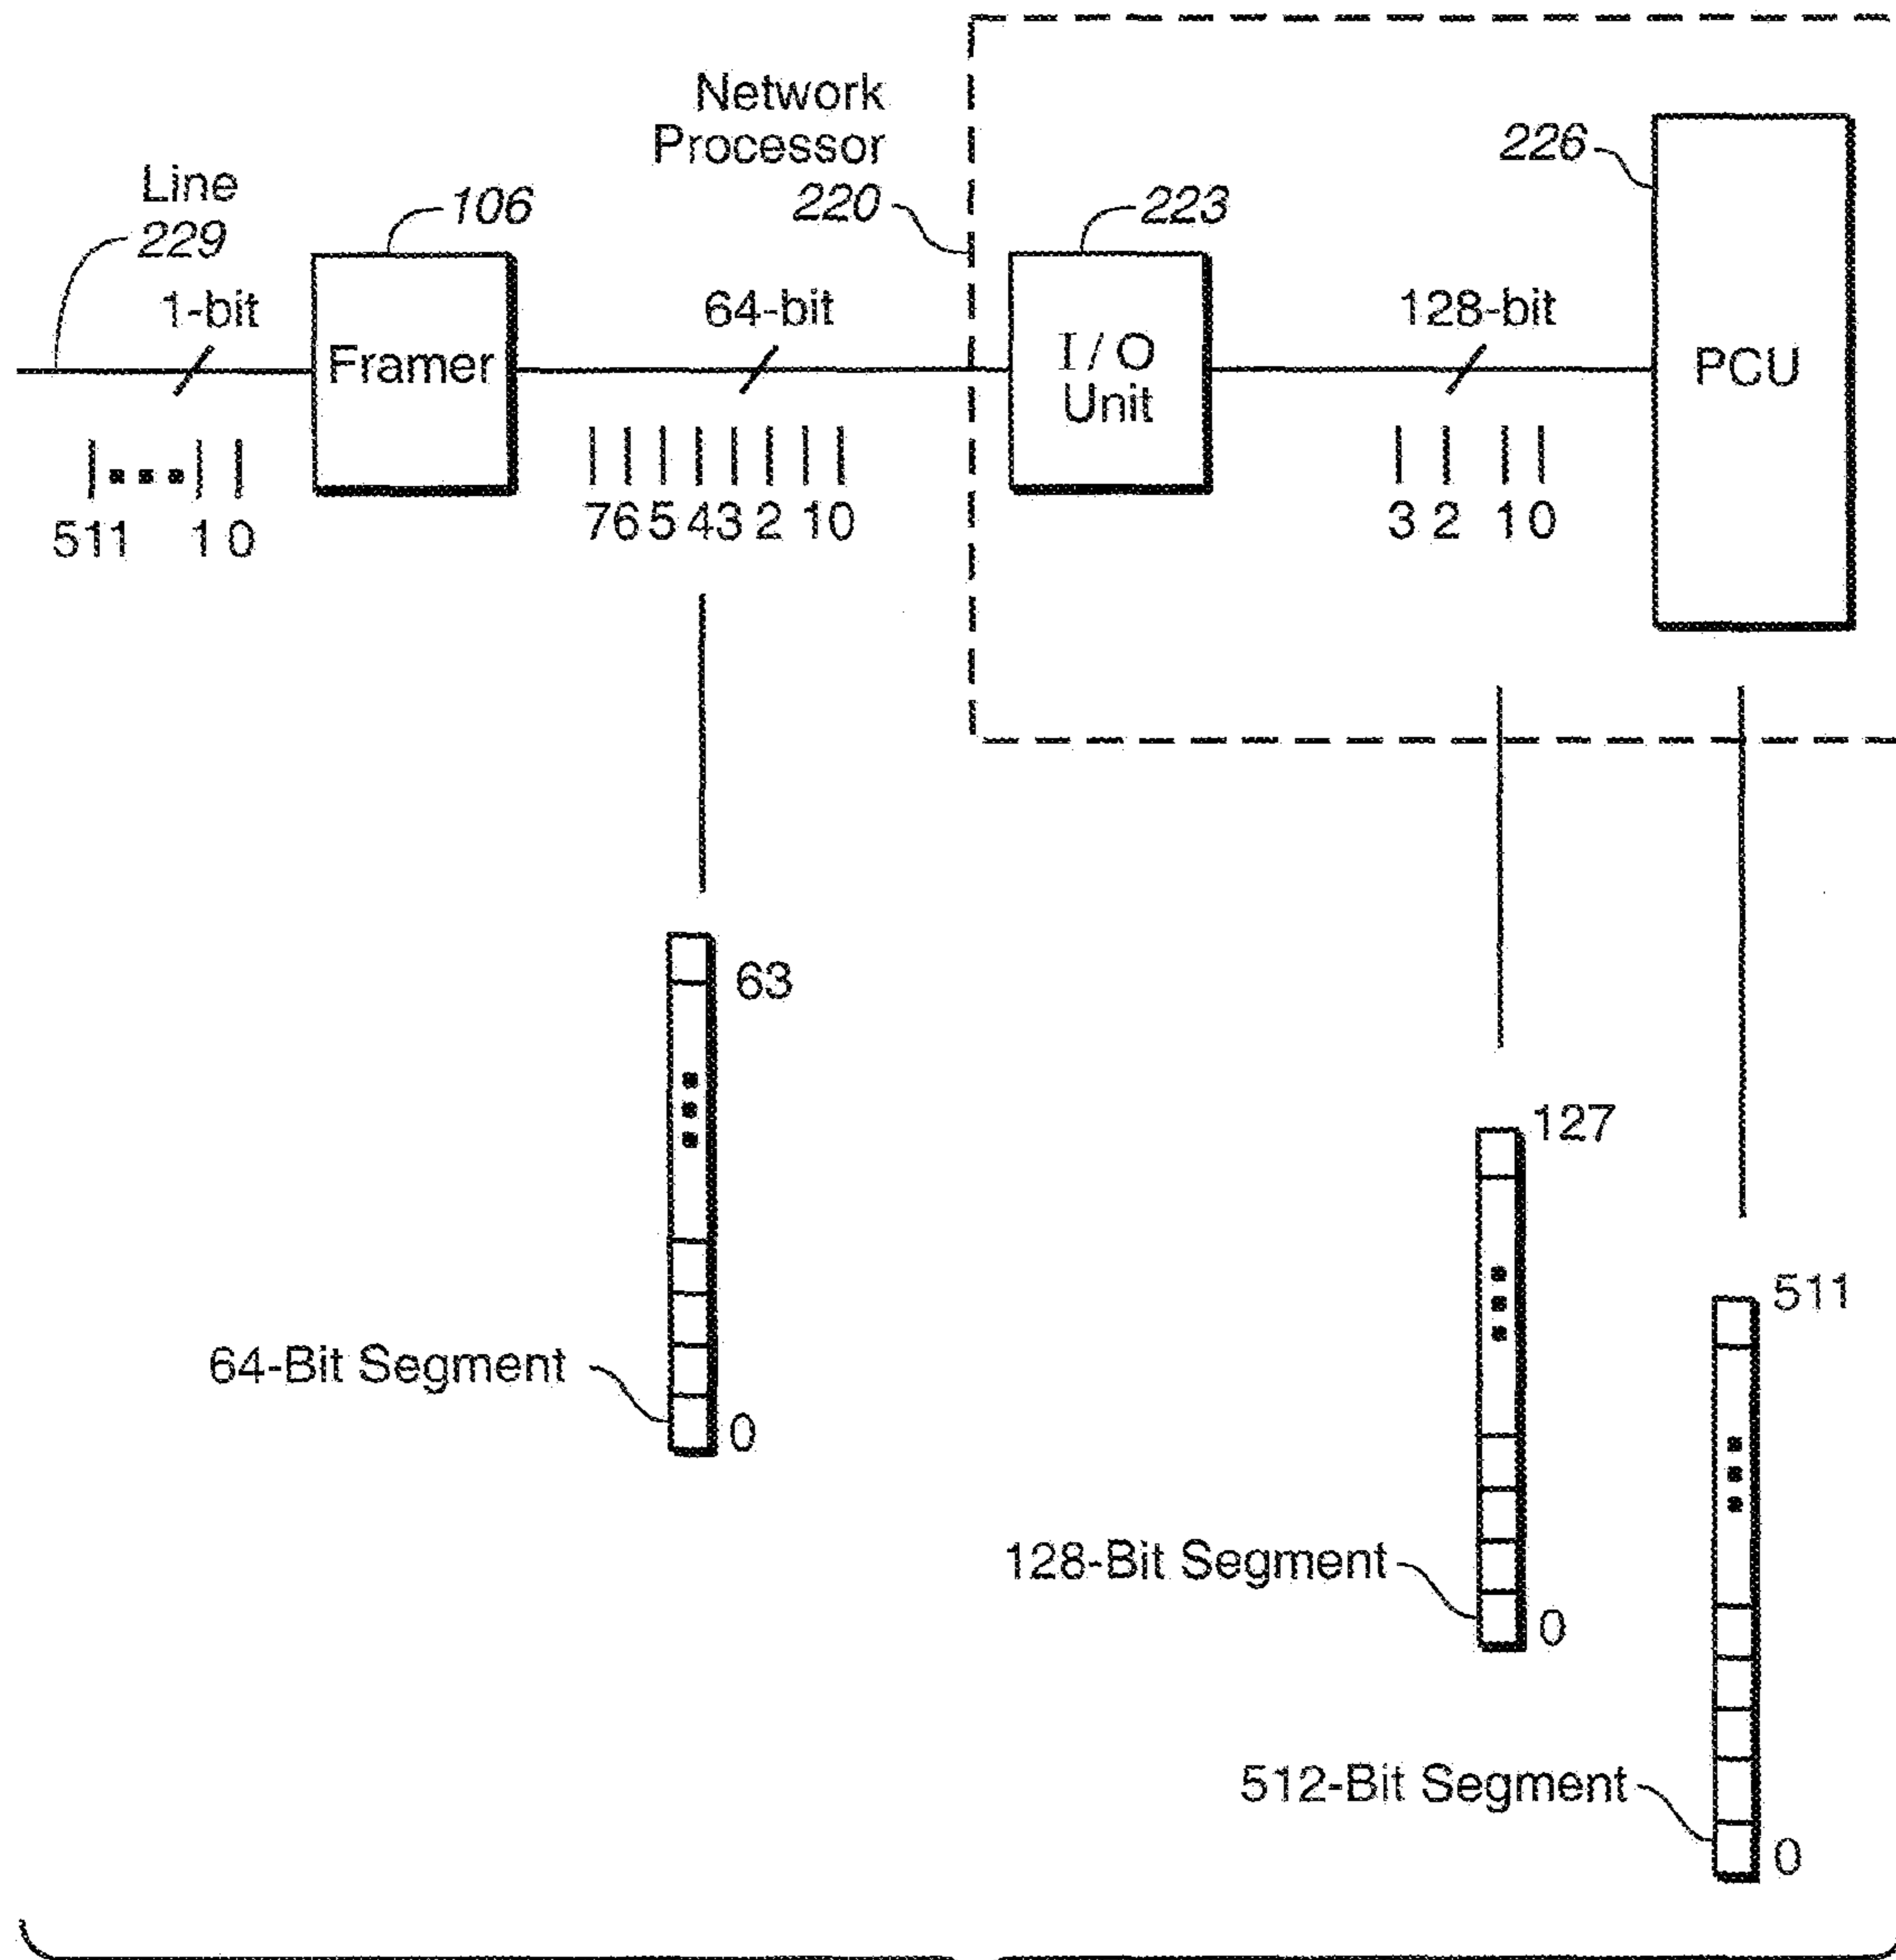 Network
Processor
220
Line
229
106
223
226
1-bit
64-bit
128-bit
Framer
I/O
Unit
PCU
511 1 0
7 6 5 4 3 2 1 0
3 2 1 0
63
64-Bit Segment
0
127
128-Bit Segment
0
511
512-Bit Segment
0